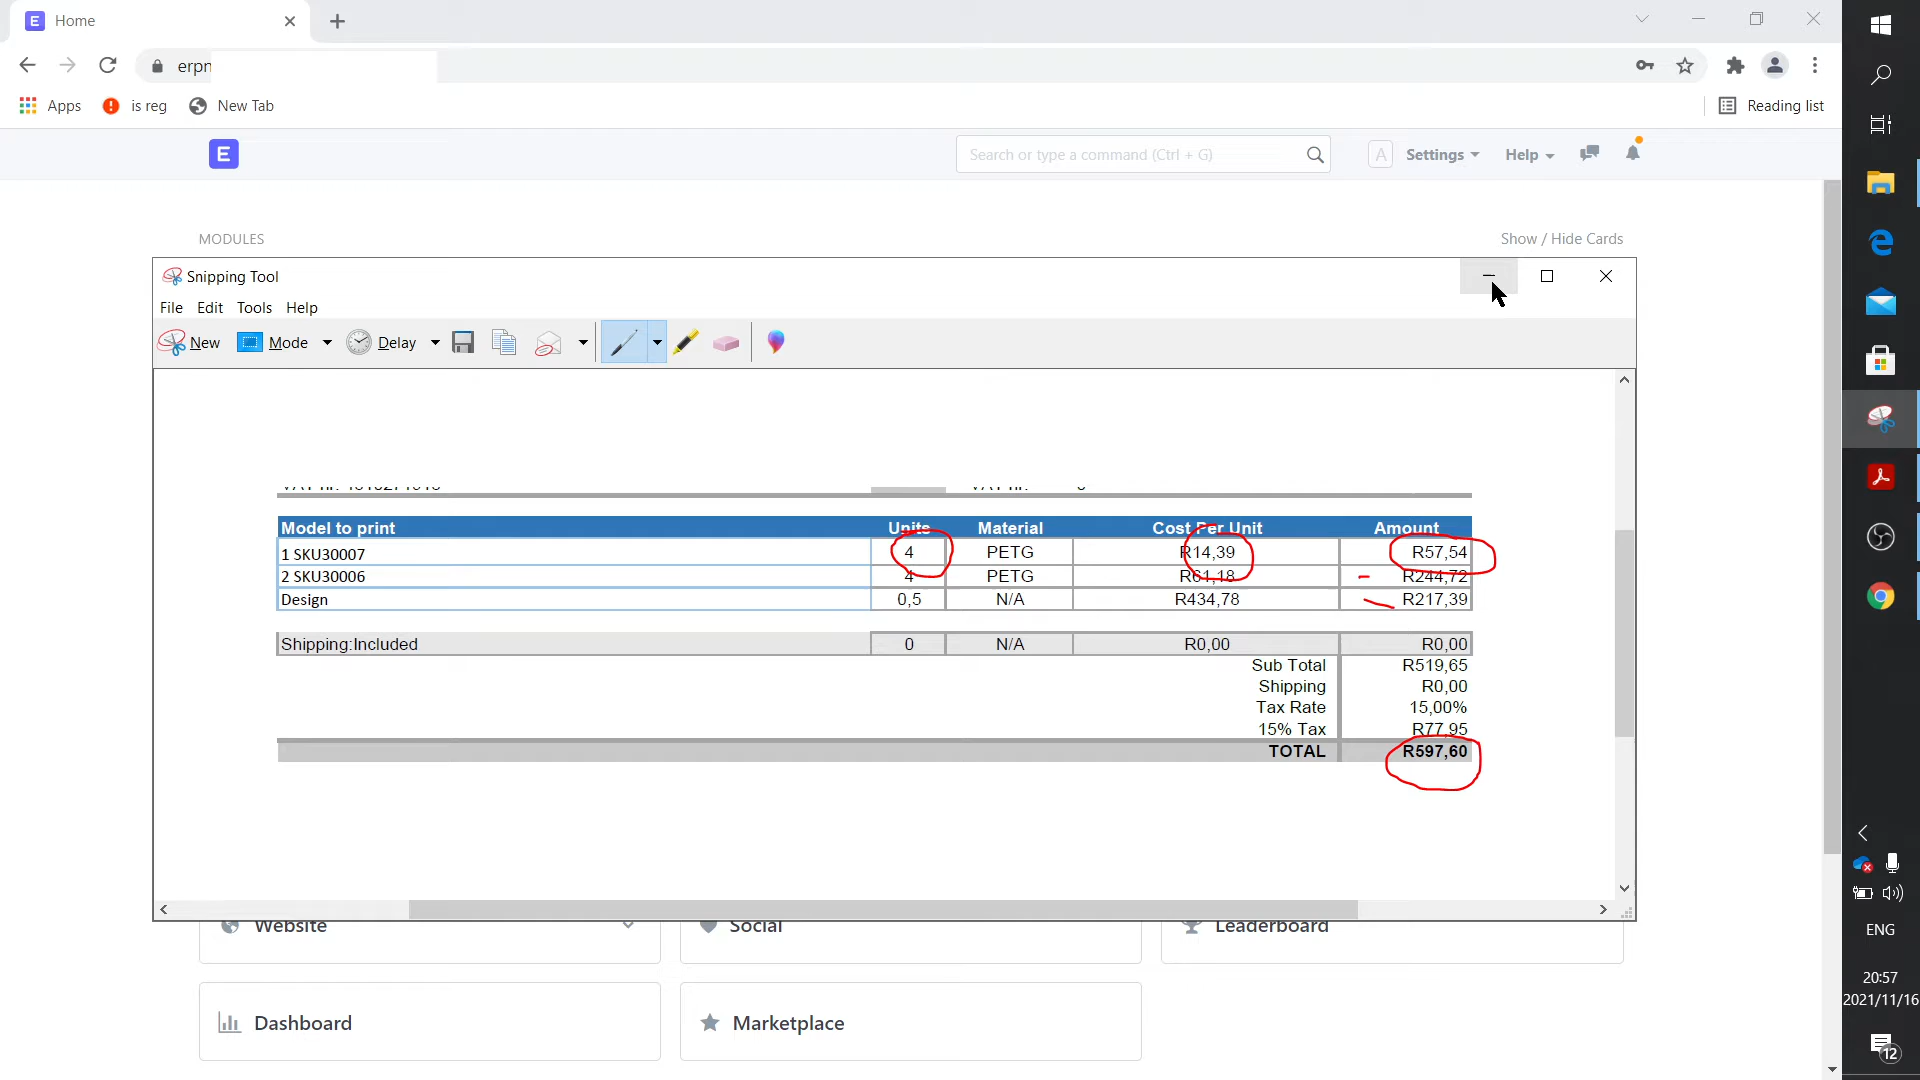 E Home
erpn
Apps is reg New Tab Reading list
E Search or type a command (Ctrl + G) A Settings Help
MODULES Show / Hide Cards
Snipping Tool
File Edit Tools Help
New Mode Delay
Model to print Units Material Cost Per Unit Amount
1 SKU30007 4 PETG R14,39 R57,54
2 SKU30006 4 PETG R61,18 R244,72
Design 0,5 N/A R434,78 R217,39
Shipping:Included 0 N/A R0,00 R0,00
Sub Total R519,65
Shipping R0,00
Tax Rate 15,00%
15% Tax R77,95
TOTAL R597,60
Website Social Leaderboard
Dashboard Marketplace
ENG
20:57
2021/11/16
12